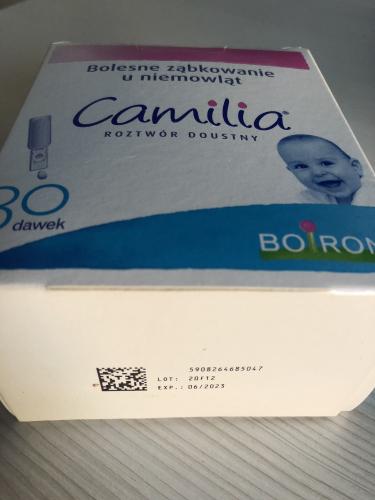 Bolesne ząbkowanie
u niemowląt
Camilia®
ROZTWÓR DOUSTNY
30
dawek
BOIRON
5908264685047
LOT: 20F12
EXP.: 06/2023